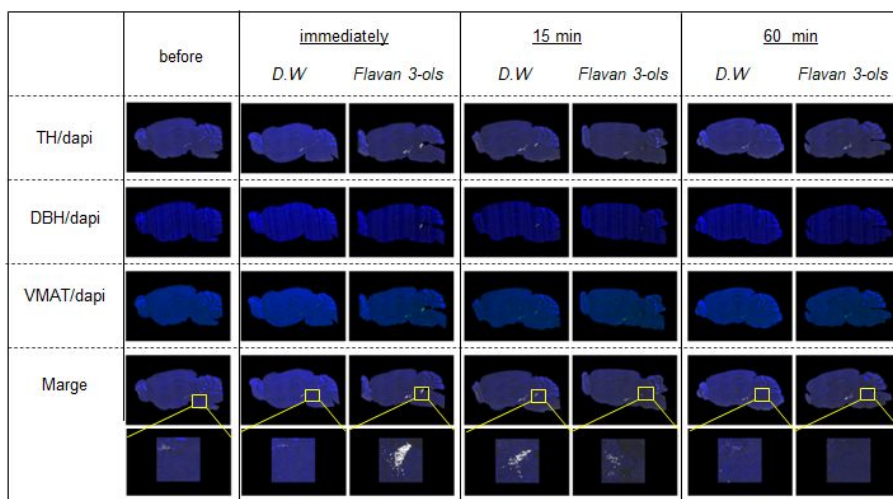 immediately
15 min
60 min
before
D.W
Flavan 3-ols
D.W
Flavan 3-ols
D.W
Flavan 3-ols
TH/dapi
DBH/dapi
VMAT/dapi
Marge